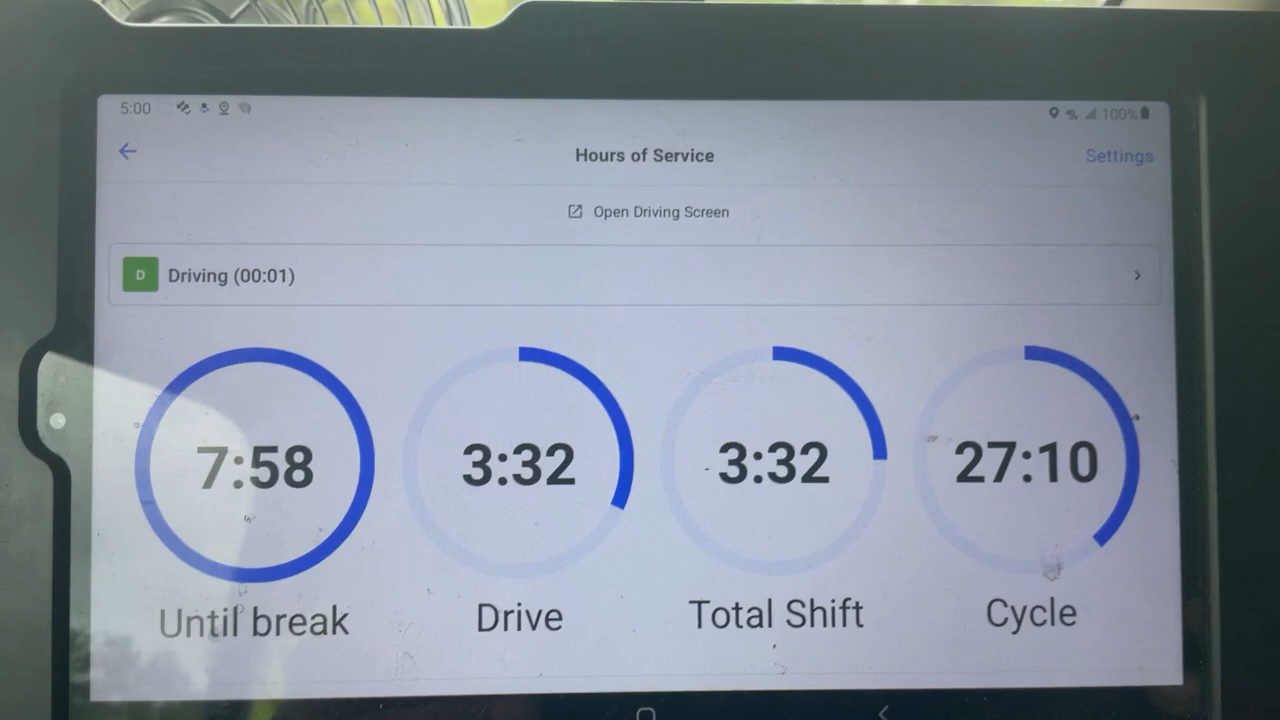 5:00 100%
Hours of Service Settings
Open Driving Screen
D Driving (00:01)
7:58 3:32 3:32 27:10
Until break Drive Total Shift Cycle